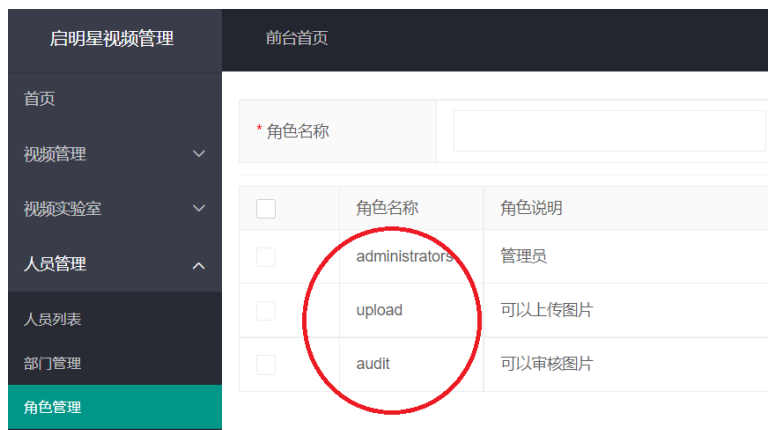 启明星视频管理
前台首页
首页
视频管理
视频实验室
人员管理
人员列表
部门管理
角色管理
* 角色名称
角色名称 角色说明
administrators 管理员
upload 可以上传图片
audit 可以审核图片